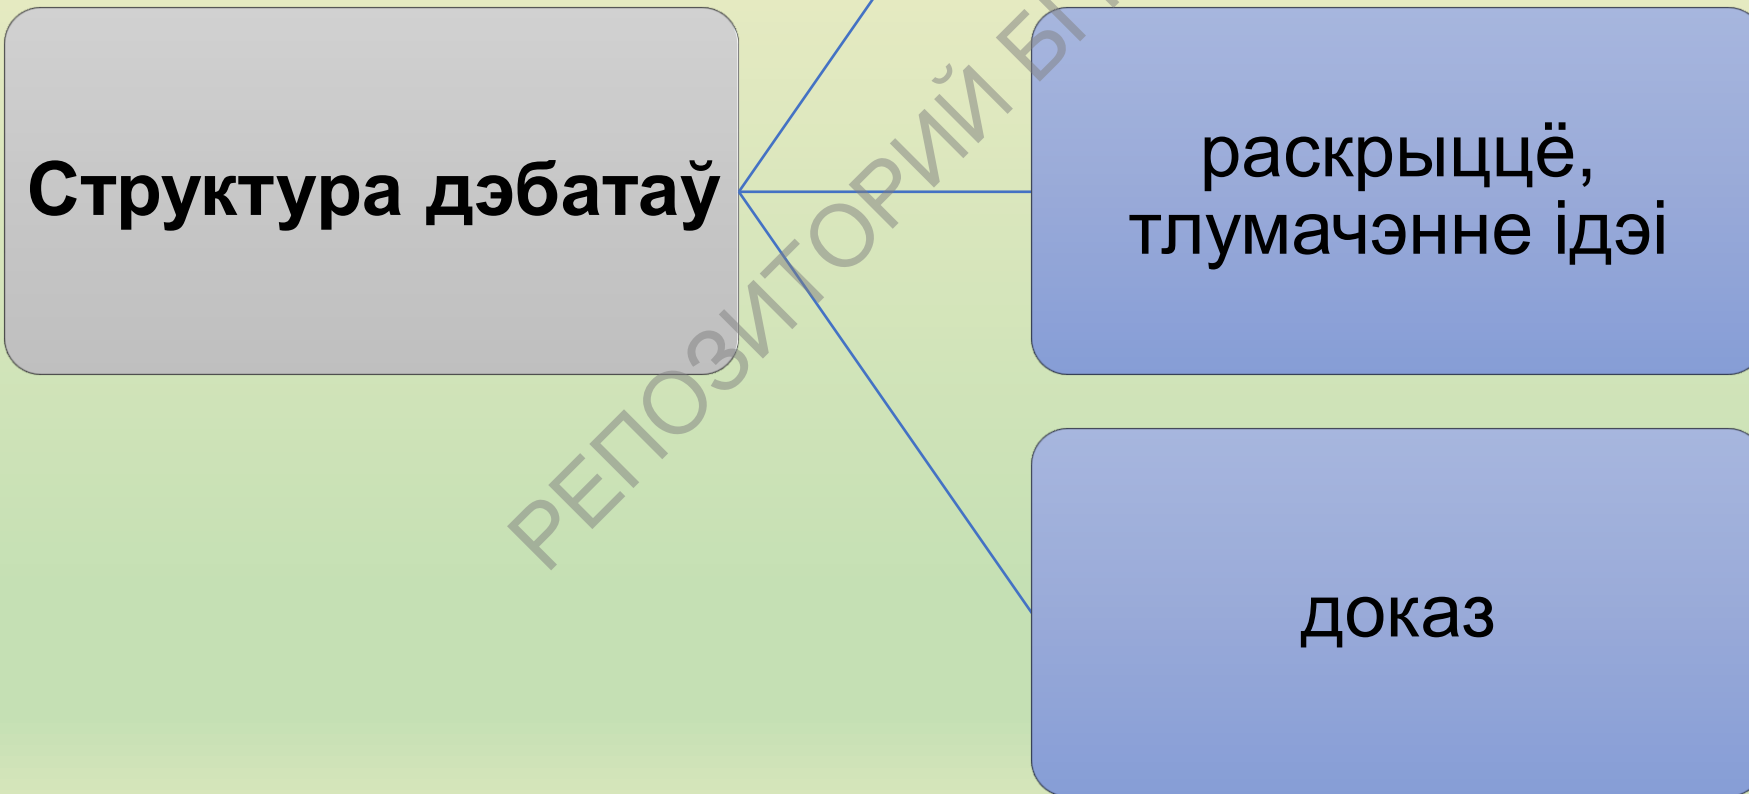 Структура дэбатаў
раскрыццё,
тлумачэнне ідэі
доказ
РЕПОЗИТОРИЙ